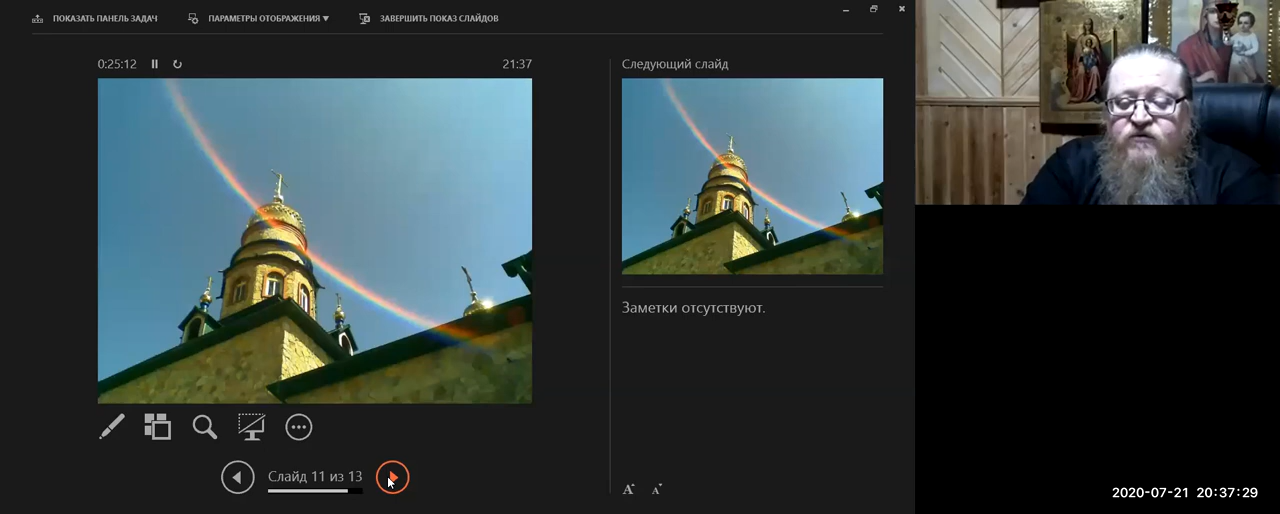 ПОКАЗАТЬ ПАНЕЛЬ ЗАДАЧ
ПАРАМЕТРЫ ОТОБРАЖЕНИЯ ▼
ЗАВЕРШИТЬ ПОКАЗ СЛАЙДОВ
0:25:12
21:37
Следующий слайд
Заметки отсутствуют.
Слайд 11 из 13
A A
2020-07-21 20:37:29